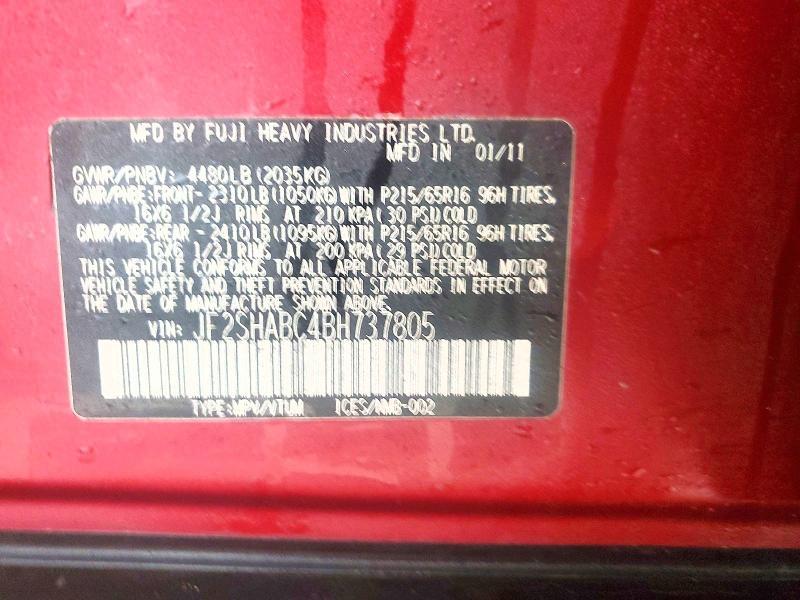 MFD BY FUJI HEAVY INDUSTRIES LTD.
MFD IN 01/11
GVWR/PNBV: 4480LB (2035KG)
GAWR/PNBE:FRONT- 2310LB(1050KG)WITH P215/65R16 96H TIRES,
16X6 1/2J RIMS, AT 210 KPA( 30 PSI)COLD
GAWR/PNBE:REAR - 2410LB(1095KG)WITH P215/65R16 96H TIRES,
16X6 1/2J RIMS, AT 200 KPA( 29 PSI)COLD
THIS VEHICLE CONFORMS TO ALL APPLICABLE FEDERAL MOTOR
VEHICLE SAFETY AND THEFT PREVENTION STANDARDS IN EFFECT ON
THE DATE OF MANUFACTURE SHOWN ABOVE.
VIN: JF2SHABC4BH737805
TYPE:MPV/VTUM ICES/NMB-002